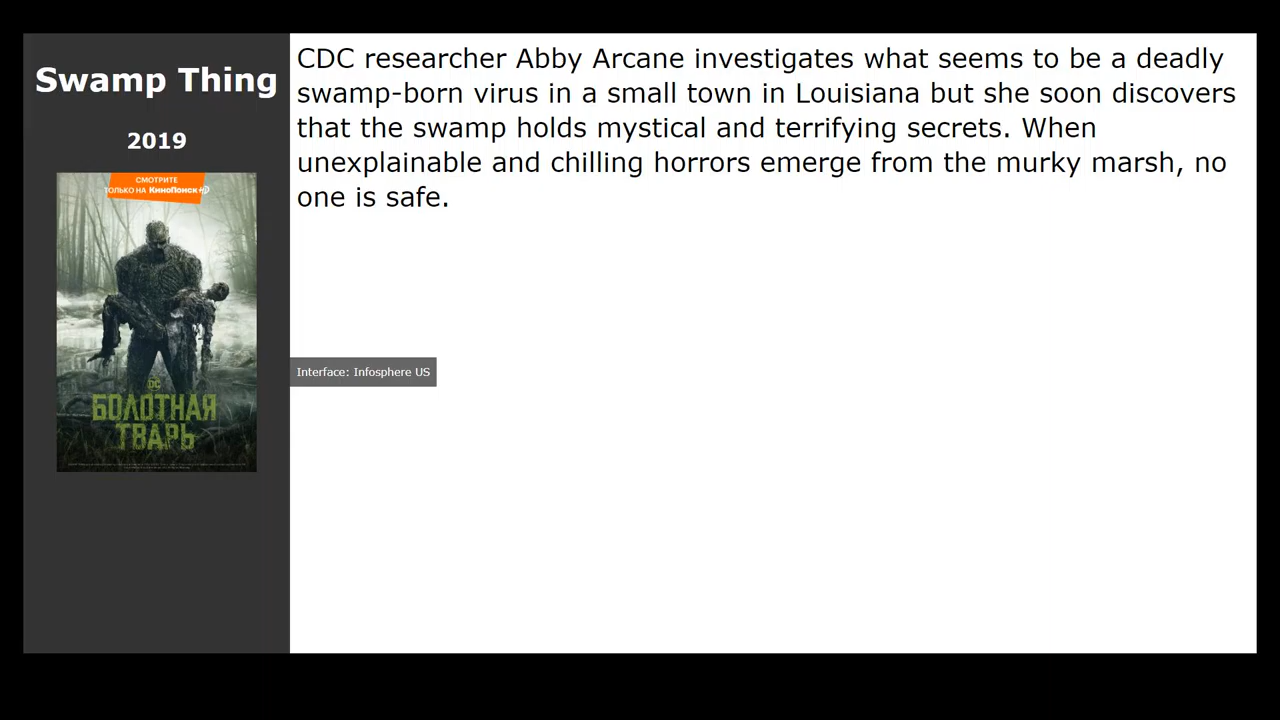 Swamp Thing
2019
СМОТРИТЕ
ТОЛЬКО НА КиноПоиск
DC
БОЛОТНАЯ
ТВАРЬ
CDC researcher Abby Arcane investigates what seems to be a deadly
swamp-born virus in a small town in Louisiana but she soon discovers
that the swamp holds mystical and terrifying secrets. When
unexplainable and chilling horrors emerge from the murky marsh, no
one is safe.
Interface: Infosphere US